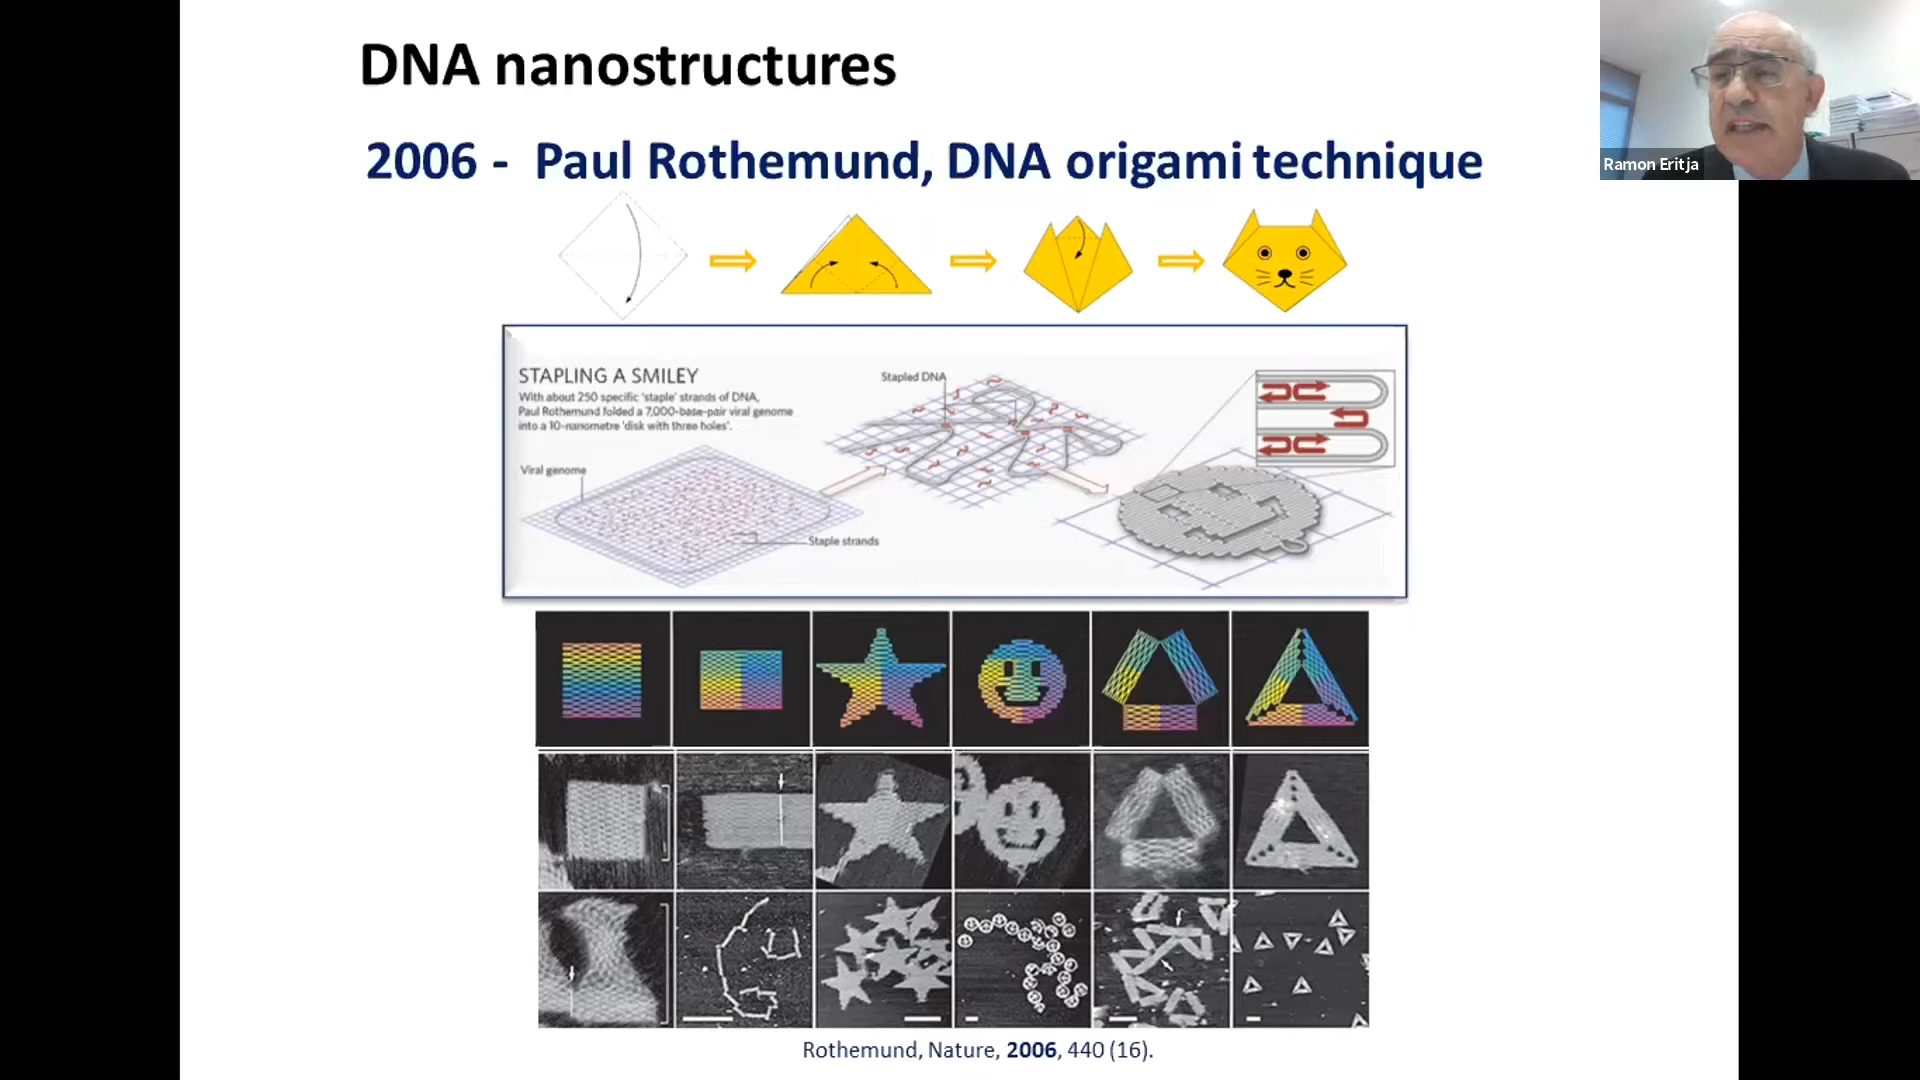 DNA nanostructures
Ramon Eritja
2006 - Paul Rothemund, DNA origami technique
STAPLING A SMILEY
With about 250 specific 'staple' strands of DNA,
Paul Rothemund folded a 7,000-base-pair viral genome
into a 10-nanometre 'disk with three holes'.
Stapled DNA
Viral genome
Staple strands
Rothemund, Nature, 2006, 440 (16).